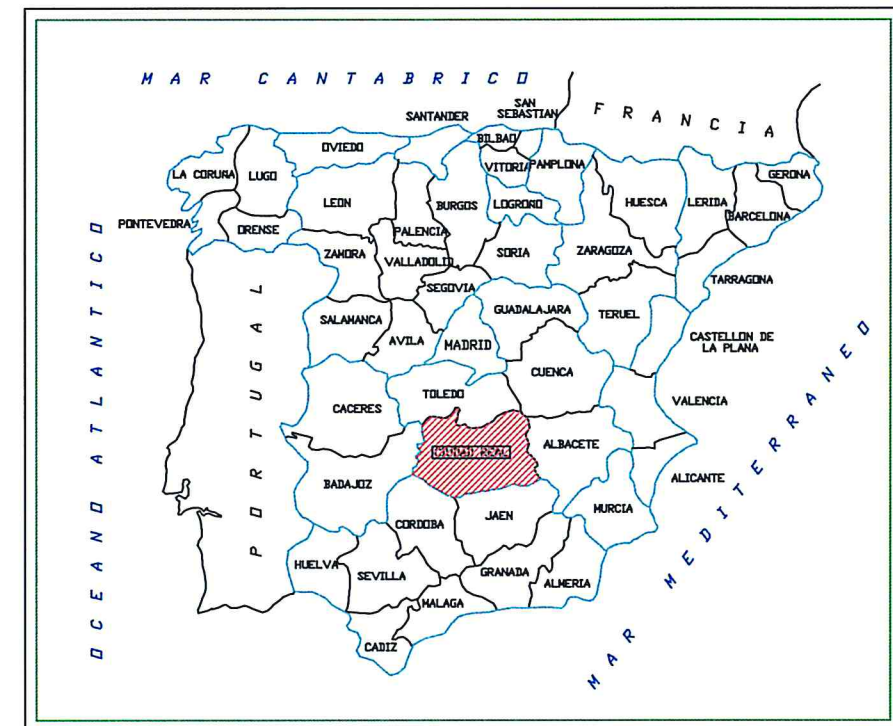 MAR CANTABRICO
SAN
SEBASTIAN
FRANCIA
SANTANDER
BILBAO
OVIEDO
LA CORUÑA
LUGO
VITORIA
PAMPLONA
GERONA
LEON
BURGOS
LOGROÑO
HUESCA
LERIDA
BARCELONA
PONTEVEDRA
ORENSE
PALENCIA
ZAMORA
VALLADOLID
SORIA
ZARAGOZA
TARRAGONA
SEGOVIA
GUADALAJARA
TERUEL
SALAMANCA
AVILA
MADRID
CASTELLON DE
LA PLANA
CUENCA
TOLEDO
CACERES
VALENCIA
CIUDAD REAL
ALBACETE
BADAJOZ
ALICANTE
CORDOBA
JAEN
MURCIA
HUELVA
SEVILLA
GRANADA
ALMERIA
MALAGA
CADIZ
PORTUGAL
OCEANO ATLANTICO
MAR MEDITERRANEO